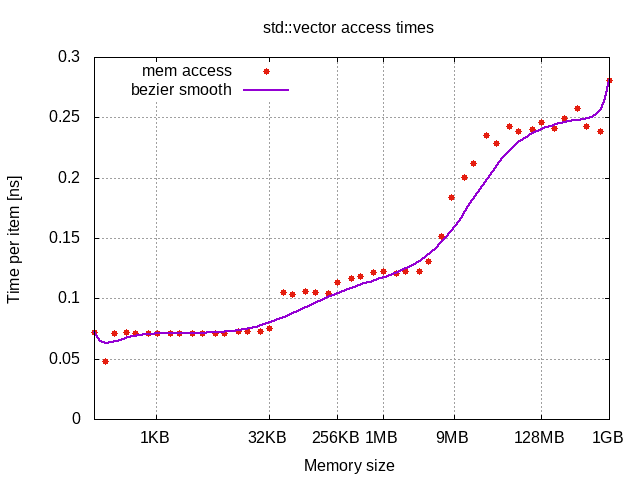 std::vector access times
mem access
bezier smooth
Time per item [ns]
0.3
0.25
0.2
0.15
0.1
0.05
0
1KB 32KB 256KB 1MB 9MB 128MB 1GB
Memory size